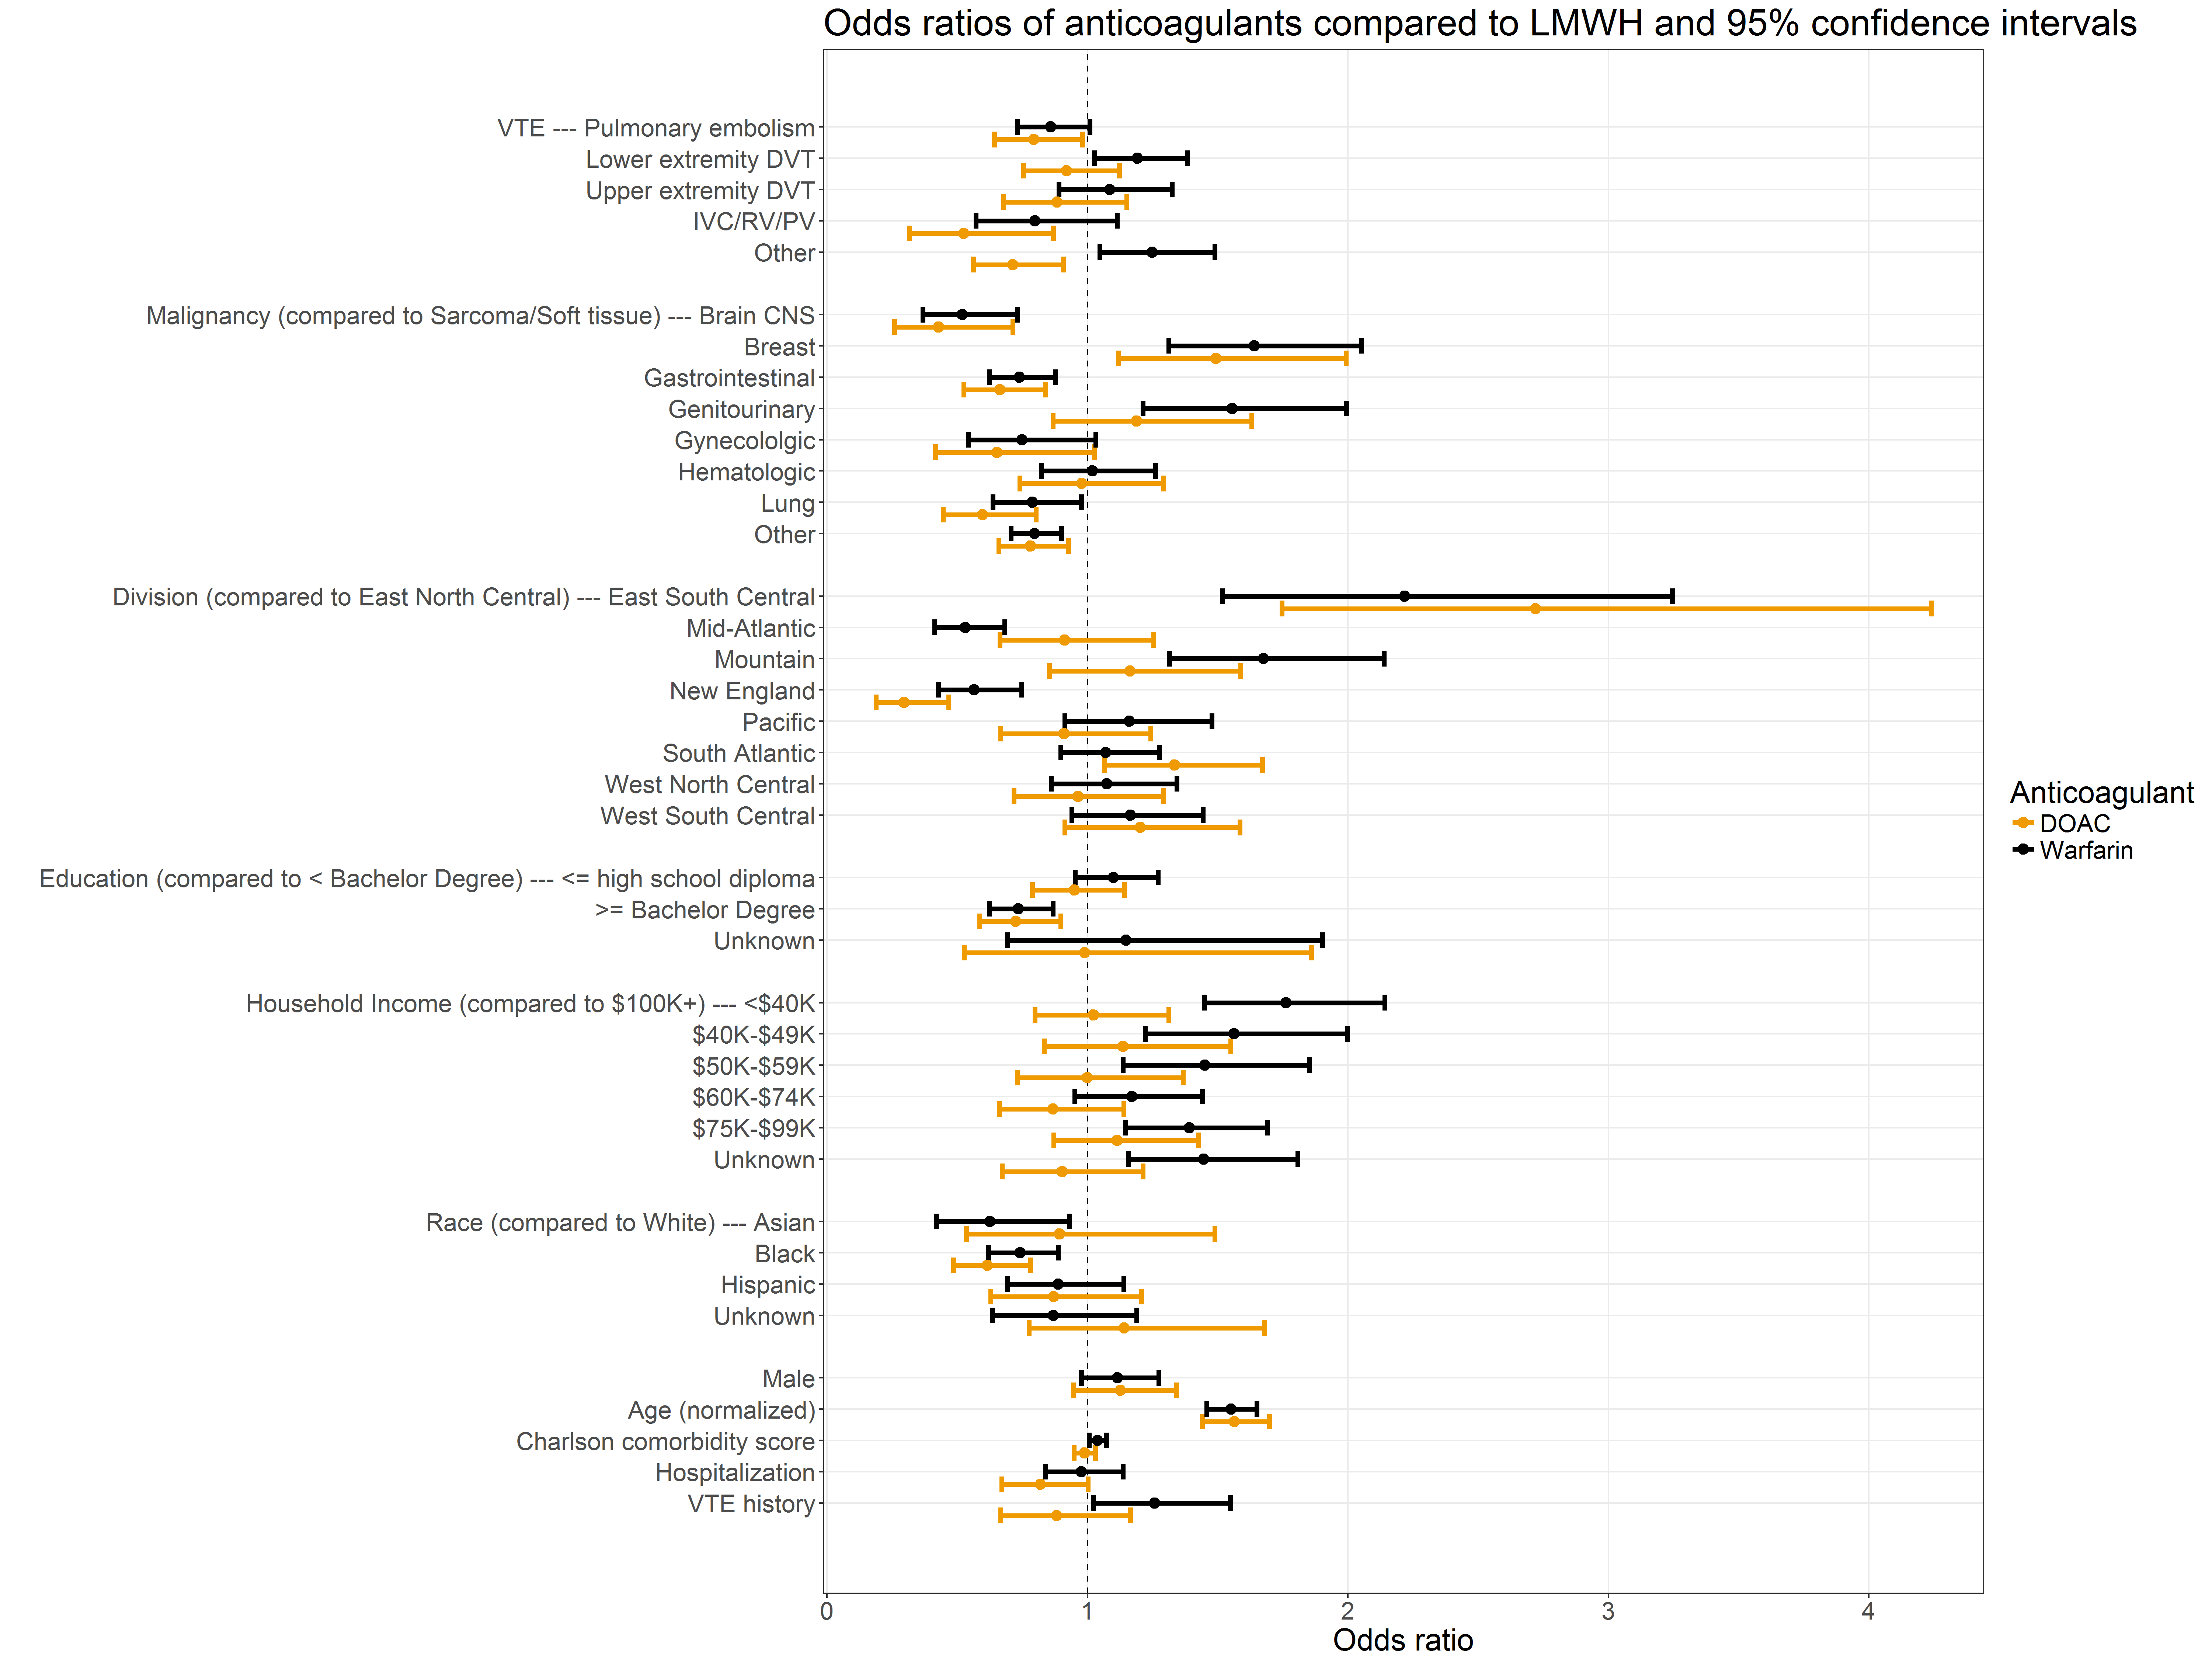 Odds ratios of anticoagulants compared to LMWH and 95% confidence intervals
VTE --- Pulmonary embolism
Lower extremity DVT
Upper extremity DVT
IVC/RV/PV
Other
Malignancy (compared to Sarcoma/Soft tissue) --- Brain CNS
Breast
Gastrointestinal
Genitourinary
Gynecololgic
Hematologic
Lung
Other
Division (compared to East North Central) --- East South Central
Mid-Atlantic
Mountain
New England
Pacific
South Atlantic
West North Central
West South Central
Education (compared to < Bachelor Degree) --- <= high school diploma
>= Bachelor Degree
Unknown
Household Income (compared to $100K+) --- <$40K
$40K-$49K
$50K-$59K
$60K-$74K
$75K-$99K
Unknown
Race (compared to White) --- Asian
Black
Hispanic
Unknown
Male
Age (normalized)
Charlson comorbidity score
Hospitalization
VTE history
0 1 2 3 4
Odds ratio
Anticoagulant
DOAC
Warfarin